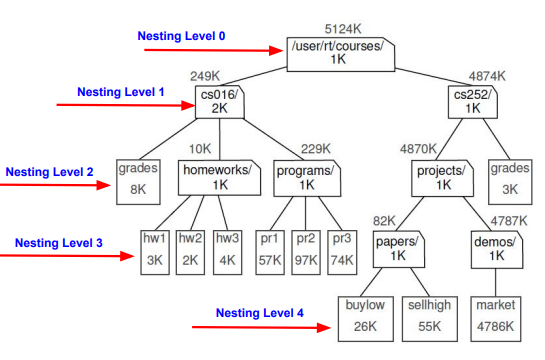 5124K
Nesting Level 0
/user/rt/courses/
1K
249K
4874K
Nesting Level 1
cs016/
2K
cs252/
1K
10K
229K
4870K
Nesting Level 2
grades
8K
homeworks/
1K
programs/
1K
projects/
1K
grades
3K
82K
4787K
Nesting Level 3
hw1
3K
hw2
2K
hw3
4K
pr1
57K
pr2
97K
pr3
74K
papers/
1K
demos/
1K
Nesting Level 4
buylow
26K
sellhigh
55K
market
4786K